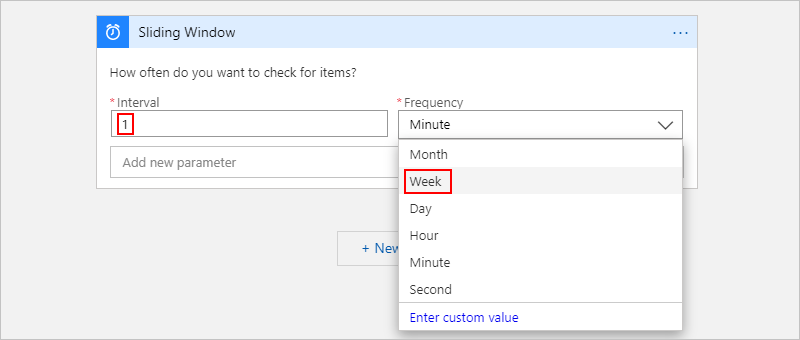 Sliding Window
...
How often do you want to check for items?
*Interval
*Frequency
1
Minute
Add new parameter
Month
Week
Day
Hour
Minute
Second
Enter custom value
+ New